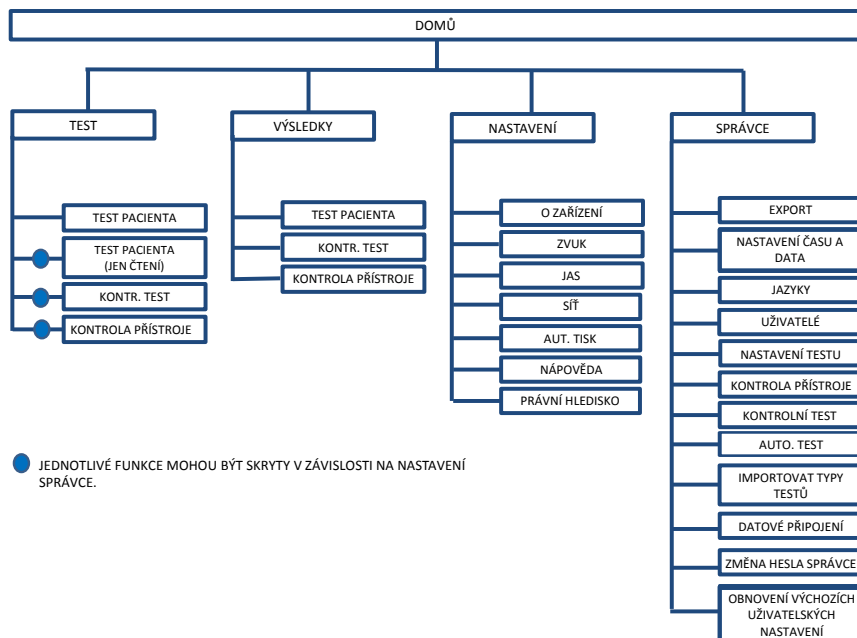 DOMŮ
TEST
VÝSLEDKY
NASTAVENÍ
SPRÁVCE
TEST PACIENTA
TEST PACIENTA
(JEN ČTENÍ)
KONTR. TEST
KONTROLA PŘÍSTROJE
TEST PACIENTA
KONTR. TEST
KONTROLA PŘÍSTROJE
O ZAŘÍZENÍ
ZVUK
JAS
SÍŤ
AUT. TISK
NÁPOVĚDA
PRÁVNÍ HLEDISKO
EXPORT
NASTAVENÍ ČASU A
DATA
JAZYKY
UŽIVATELÉ
NASTAVENÍ TESTU
KONTROLA PŘÍSTROJE
KONTROLNÍ TEST
AUTO. TEST
IMPORTOVAT TYPY
TESTŮ
DATOVÉ PŘIPOJENÍ
ZMĚNA HESLA SPRÁVCE
OBNOVENÍ VÝCHOZÍCH
UŽIVATELSKÝCH
NASTAVENÍ
JEDNOTLIVÉ FUNKCE MOHOU BÝT SKRYTY V ZÁVISLOSTI NA NASTAVENÍ
SPRÁVCE.